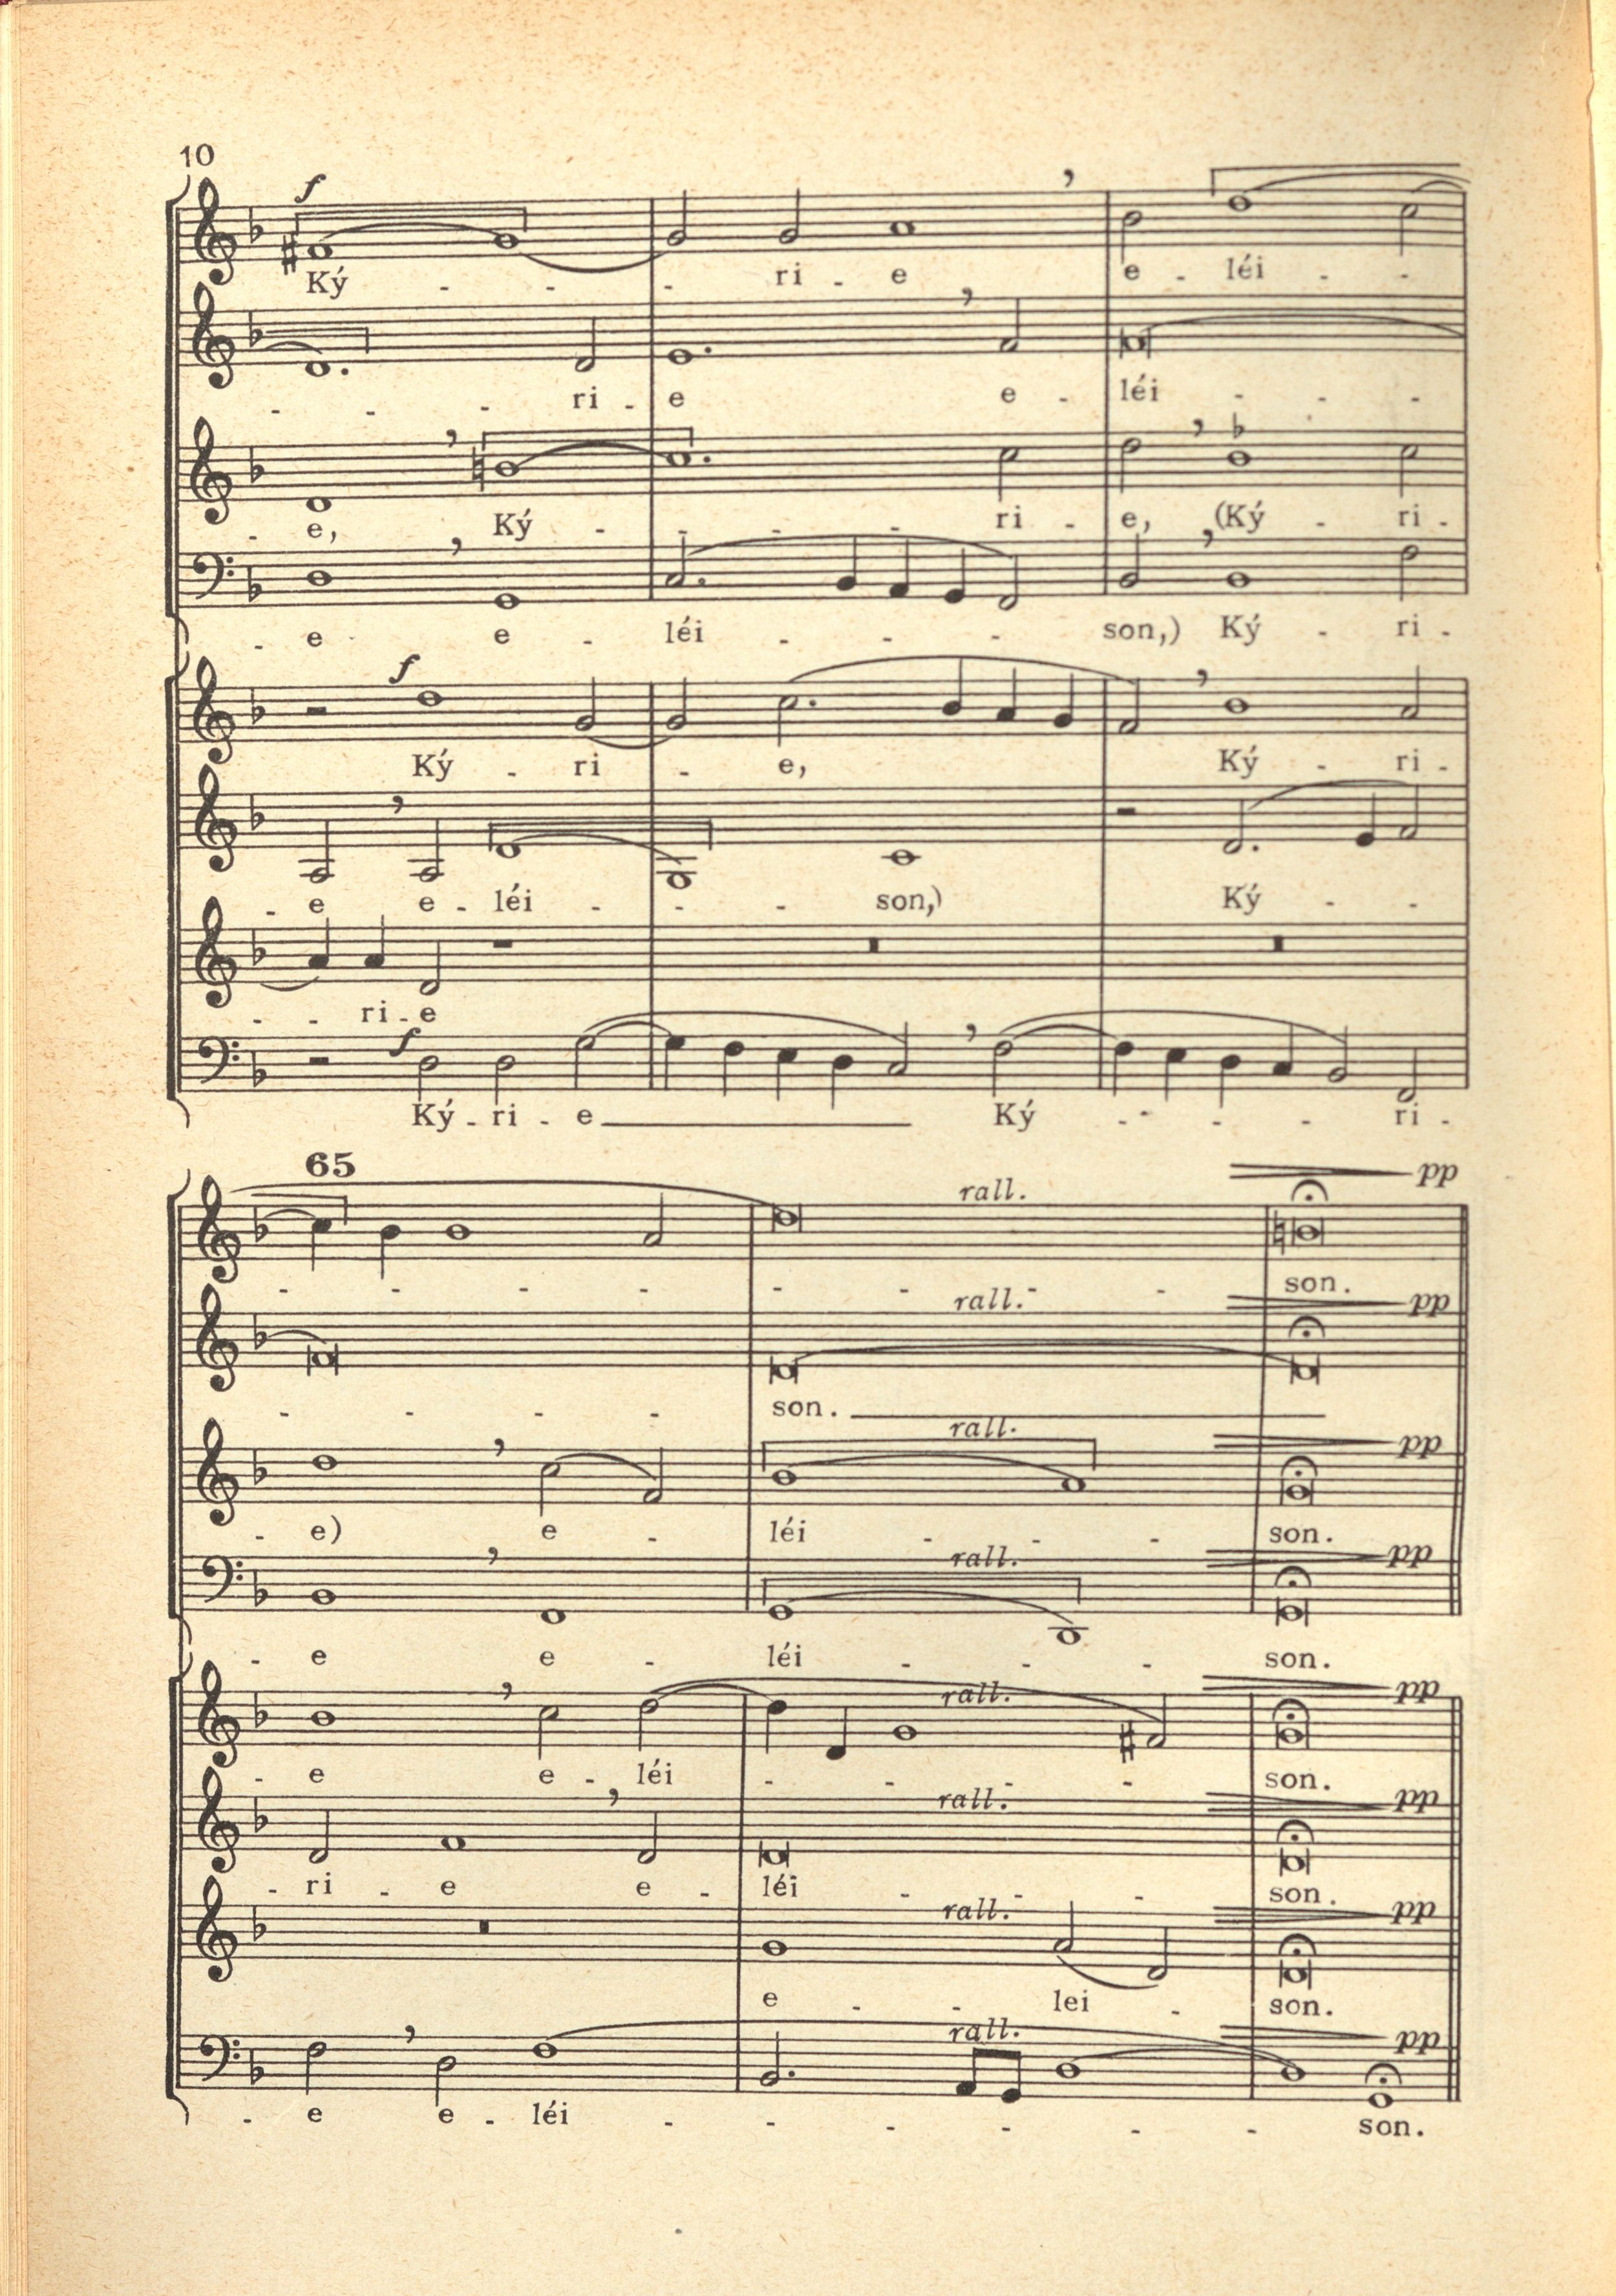 10
f
Ký - - - ri - e e - léi - -
- - - ri - e e - léi - - -
- e, Ký - - - ri - e, (Ký - ri -
- e e - léi - - - son,) Ký - ri -
f
Ký - ri - e, Ký - ri -
- e e - léi - - - son,) Ký - -
- - ri - e
f
Ký - ri - e Ký - - - ri -
65
rall. pp
- - - - - - - - son.
rall. pp
- - - - son.
rall. pp
- e) e - léi - - - son.
rall. pp
- e e - léi - - - son.
rall. pp
- e e - léi - - - - son.
rall. pp
- ri - e e - léi - - - son.
rall. pp
e - - lei - son.
rall. pp
- e e - léi - - - - - - son.